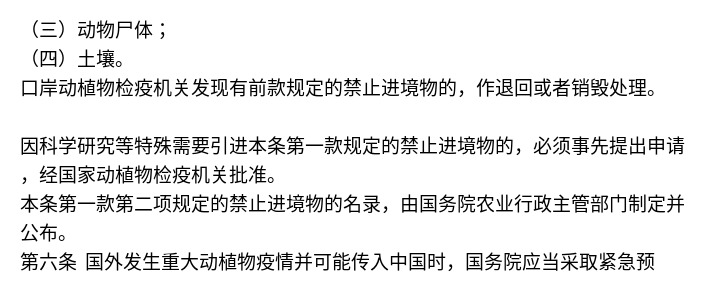 （三）动物尸体；
（四）土壤。
口岸动植物检疫机关发现有前款规定的禁止进境物的，作退回或者销毁处理。
因科学研究等特殊需要引进本条第一款规定的禁止进境物的，必须事先提出申请
，经国家动植物检疫机关批准。
本条第一款第二项规定的禁止进境物的名录，由国务院农业行政主管部门制定并
公布。
第六条 国外发生重大动植物疫情并可能传入中国时，国务院应当采取紧急预